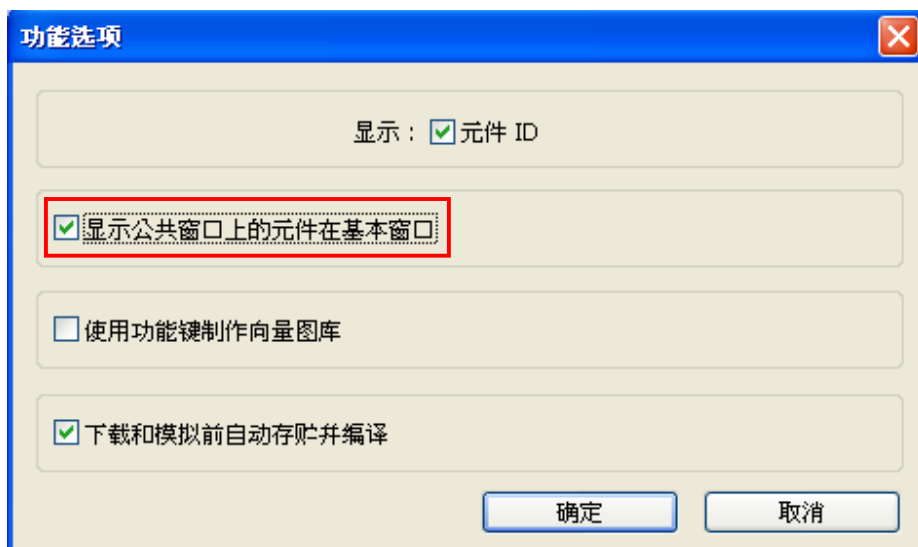 功能选项
显示：元件 ID
显示公共窗口上的元件在基本窗口
使用功能键制作向量图库
下载和模拟前自动存贮并编译
确定 取消